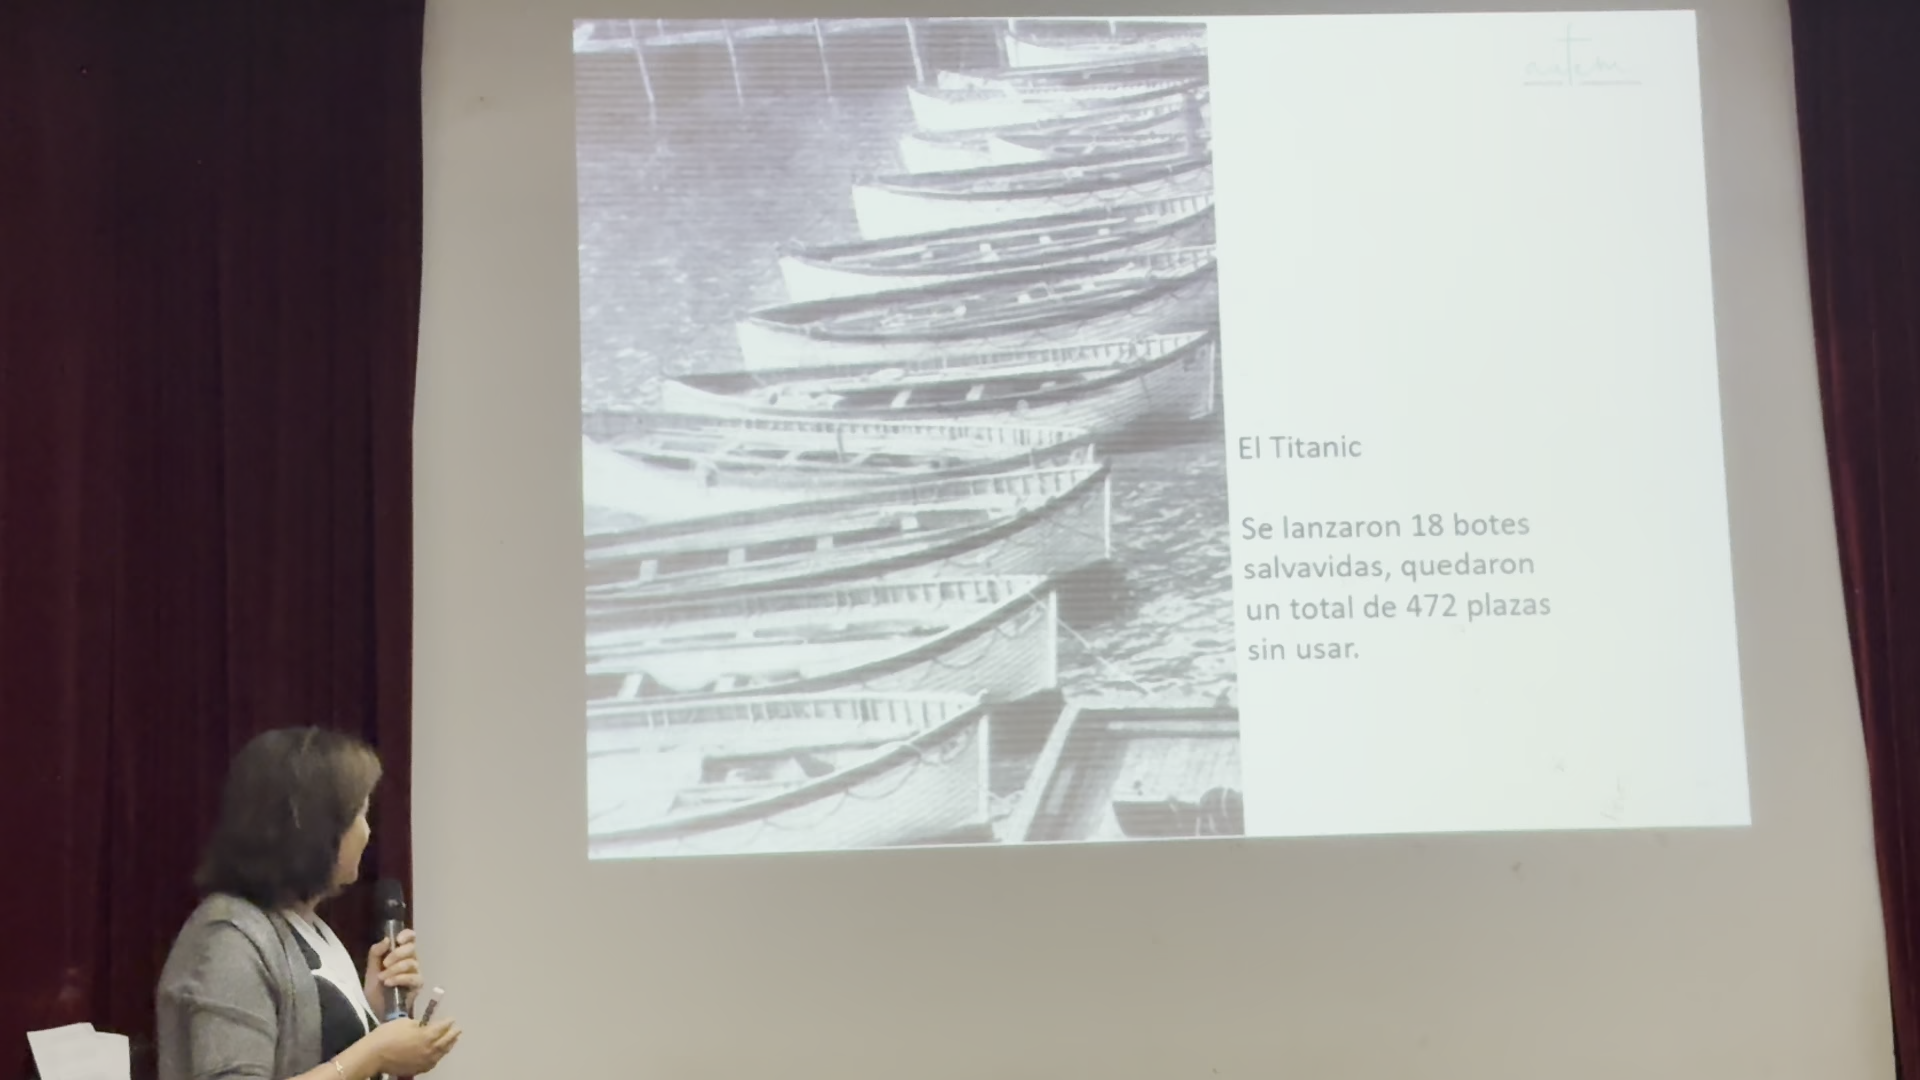 El Titanic
Se lanzaron 18 botes
salvavidas, quedaron
un total de 472 plazas
sin usar.